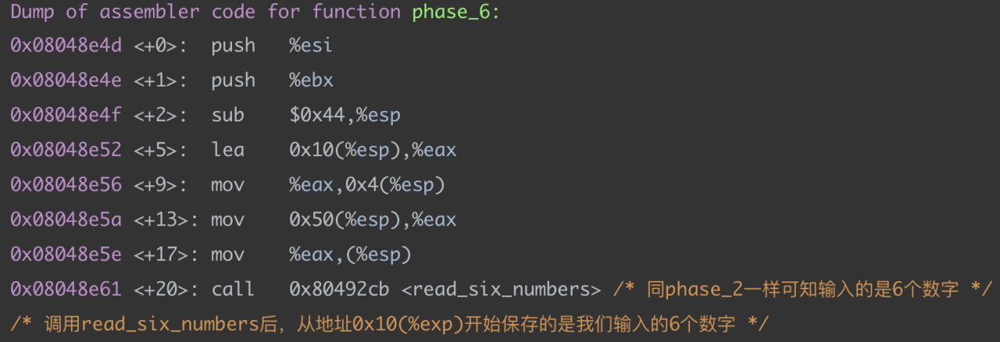 Dump of assembler code for function phase_6:
0x08048e4d <+0>: push %esi
0x08048e4e <+1>: push %ebx
0x08048e4f <+2>: sub $0x44,%esp
0x08048e52 <+5>: lea 0x10(%esp),%eax
0x08048e56 <+9>: mov %eax,0x4(%esp)
0x08048e5a <+13>: mov 0x50(%esp),%eax
0x08048e5e <+17>: mov %eax,(%esp)
0x08048e61 <+20>: call 0x80492cb <read_six_numbers> /* 同phase_2一样可知输入的是6个数字 */
/* 调用read_six_numbers后，从地址0x10(%exp)开始保存的是我们输入的6个数字 */